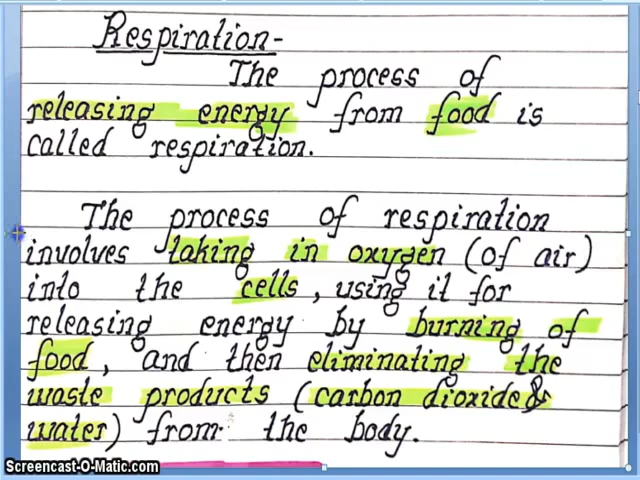 Respiration-
The process of
releasing energy from food is
called respiration.
The process of respiration
involves taking in oxygen (of air)
into the cells, using it for
releasing energy by burning of
food, and then eliminating the
waste products (carbon dioxide &
water) from the body.
Screencast-O-Matic.com